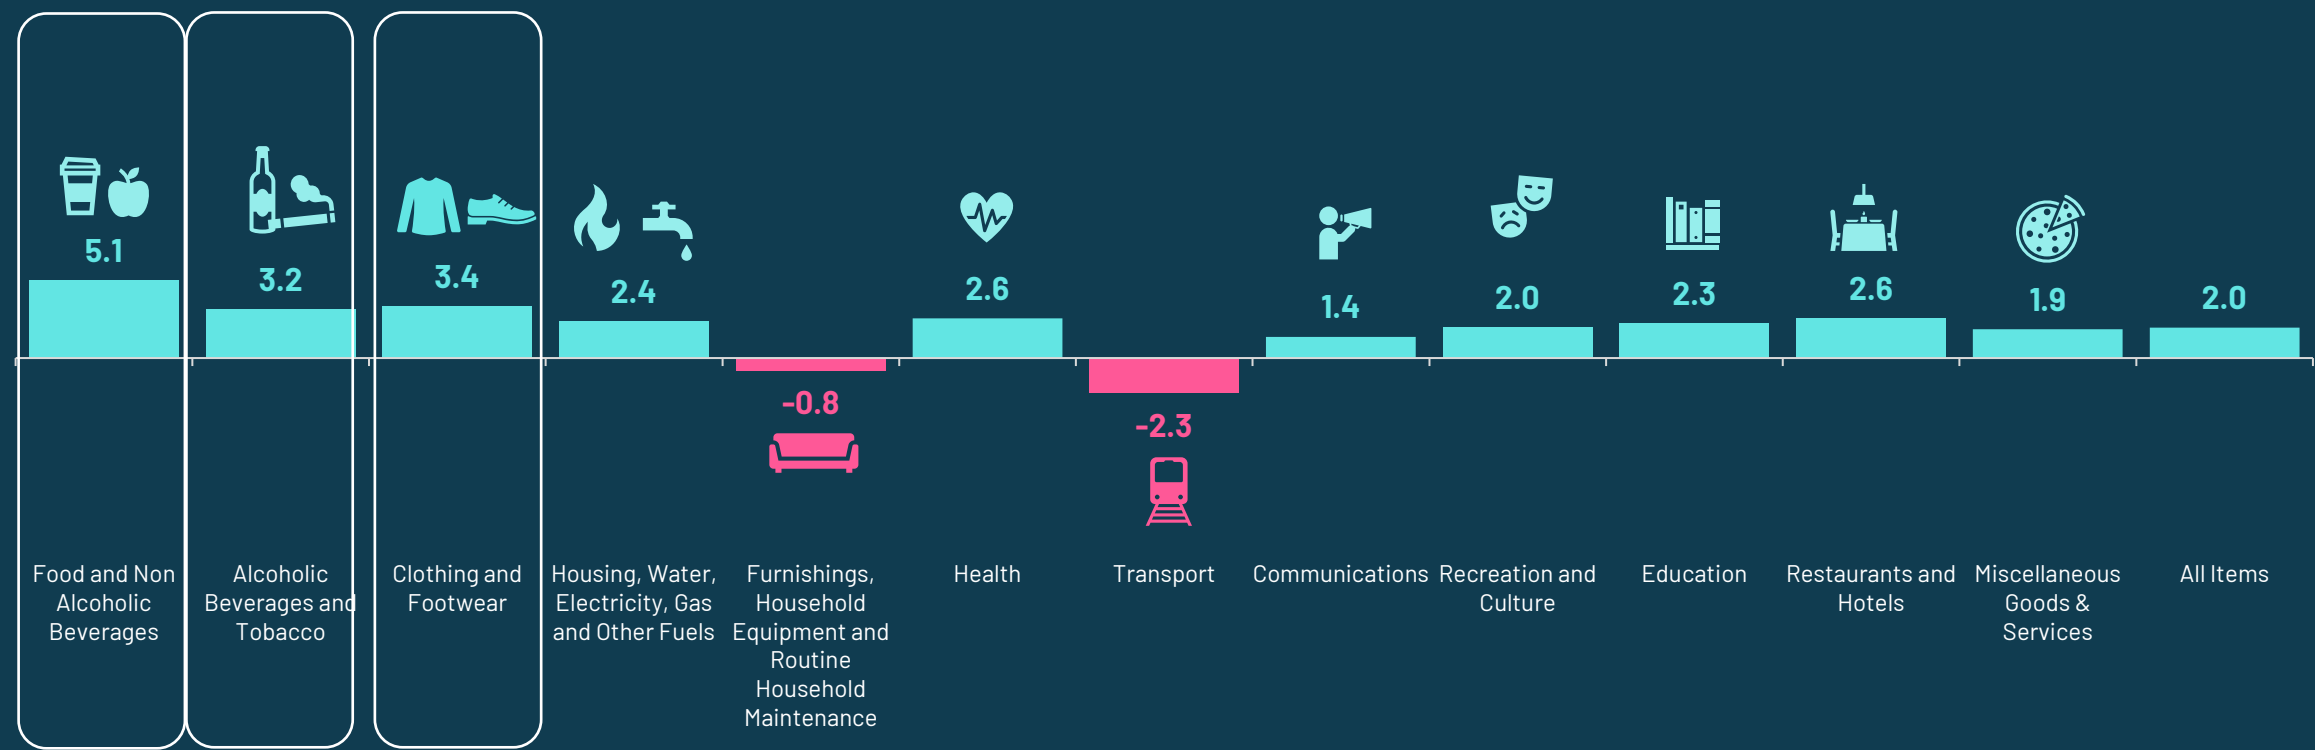 5.1
3.2
3.4
2.4
-0.8
2.6
-2.3
1.4
2.0
2.3
2.6
1.9
2.0
Food and Non
Alcoholic
Beverages
Alcoholic
Beverages and
Tobacco
Clothing and
Footwear
Housing, Water,
Electricity, Gas
and Other Fuels
Furnishings,
Household
Equipment and
Routine
Household
Maintenance
Health
Transport
Communications
Recreation and
Culture
Education
Restaurants and
Hotels
Miscellaneous
Goods &
Services
All Items